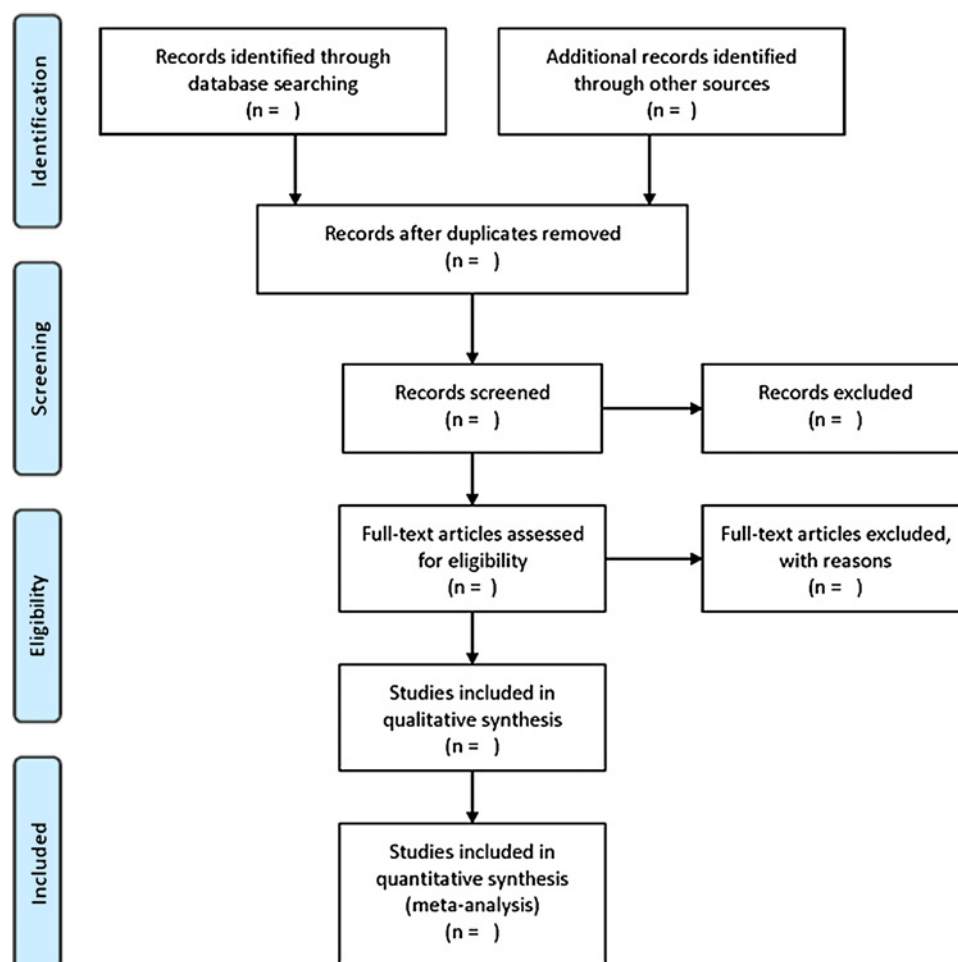 Identification
Records identified through
database searching
(n =   )
Additional records identified
through other sources
(n =   )
Records after duplicates removed
(n =   )
Screening
Records screened
(n =   )
Records excluded
(n =   )
Eligibility
Full-text articles assessed
for eligibility
(n =   )
Full-text articles excluded,
with reasons
(n =   )
Studies included in
qualitative synthesis
(n =   )
Included
Studies included in
quantitative synthesis
(meta-analysis)
(n =   )